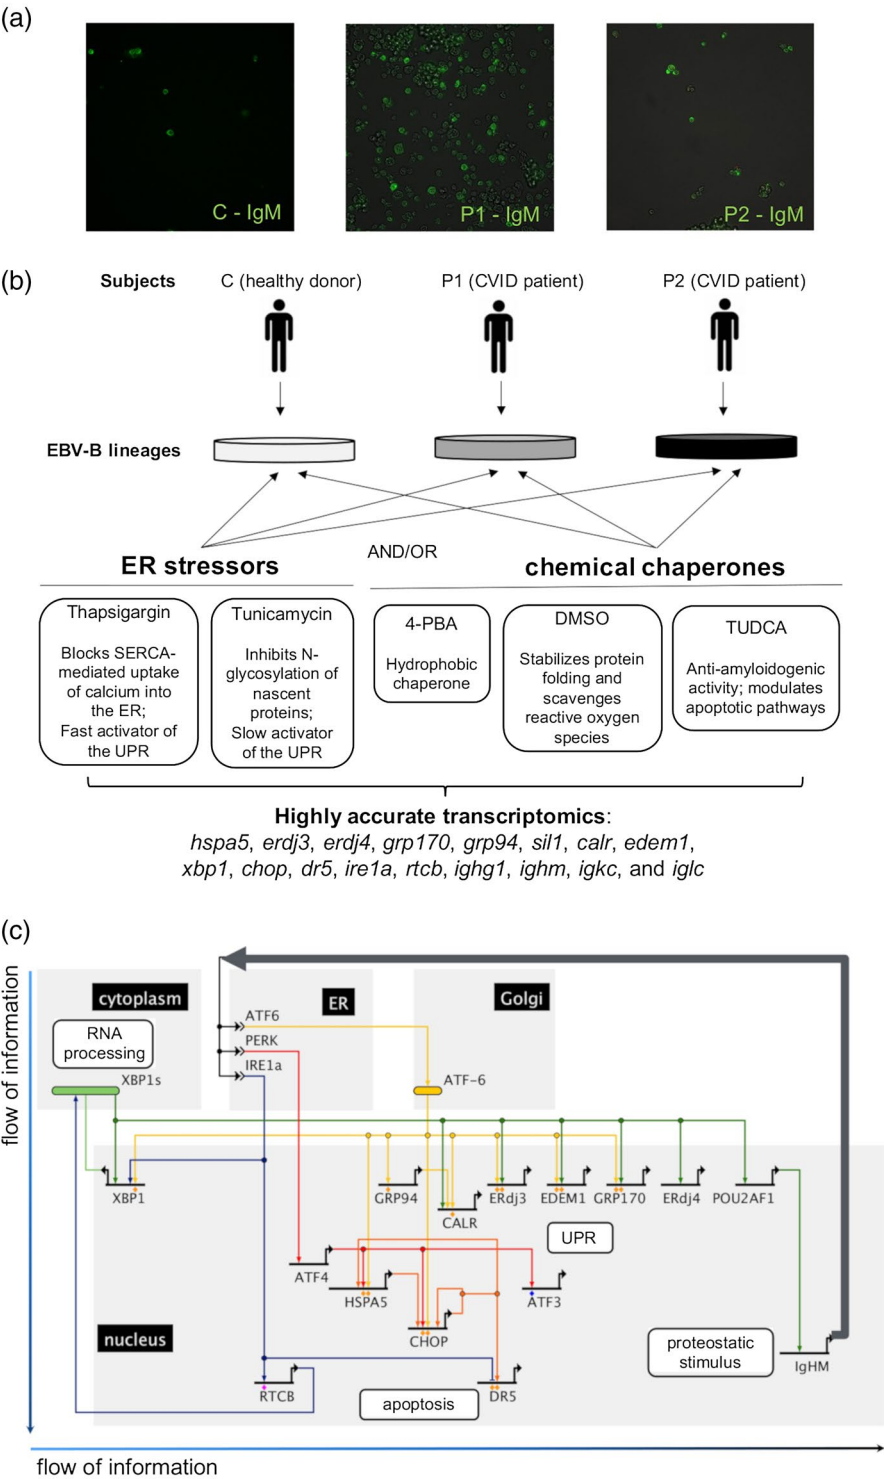 (a)
C - IgM
P1 - IgM
P2 - IgM
(b)
Subjects
C (healthy donor)
P1 (CVID patient)
P2 (CVID patient)
EBV-B lineages
AND/OR
ER stressors
chemical chaperones
Thapsigargin
Blocks SERCA-
mediated uptake
of calcium into
the ER;
Fast activator of
the UPR
Tunicamycin
Inhibits N-
glycosylation of
nascent
proteins;
Slow activator
of the UPR
4-PBA
Hydrophobic
chaperone
DMSO
Stabilizes protein
folding and
scavenges
reactive oxygen
species
TUDCA
Anti-amyloidogenic
activity; modulates
apoptotic pathways
Highly accurate transcriptomics:
hspa5, erdj3, erdj4, grp170, grp94, sil1, calr, edem1,
xbp1, chop, dr5, ire1a, rtcb, ighg1, ighm, igkc, and iglc
(c)
flow of information
cytoplasm
ER
Golgi
RNA
processing
ATF6
PERK
IRE1a
XBP1s
ATF-6
XBP1
GRP94
CALR
ERdj3
EDEM1
GRP170
ERdj4
POU2AF1
UPR
ATF4
HSPA5
ATF3
CHOP
nucleus
proteostatic
stimulus
IgHM
RTCB
apoptosis
DR5
flow of information